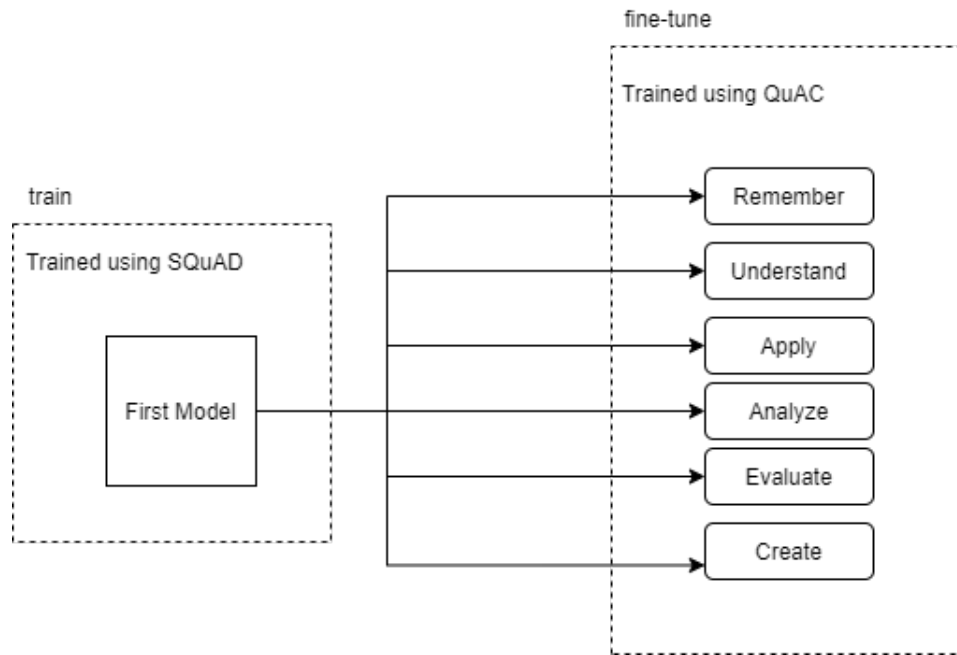 fine-tune
Trained using QuAC
train
Trained using SQuAD
First Model
Remember
Understand
Apply
Analyze
Evaluate
Create